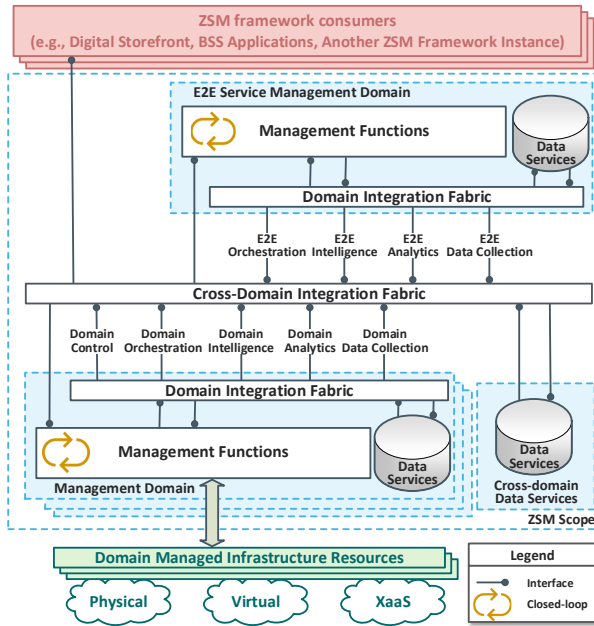 ZSM framework consumers
(e.g., Digital Storefront, BSS Applications, Another ZSM Framework Instance)
E2E Service Management Domain
Management Functions
Data
Services
Domain Integration Fabric
E2E
Orchestration
E2E
Intelligence
E2E
Analytics
E2E
Data Collection
Cross-Domain Integration Fabric
Domain
Control
Domain
Orchestration
Domain
Intelligence
Domain
Analytics
Domain
Data Collection
Domain Integration Fabric
Management Functions
Data
Services
Management Domain
Data
Services
Cross-domain
Data Services
ZSM Scope
Domain Managed Infrastructure Resources
Physical
Virtual
XaaS
Legend
Interface
Closed-loop